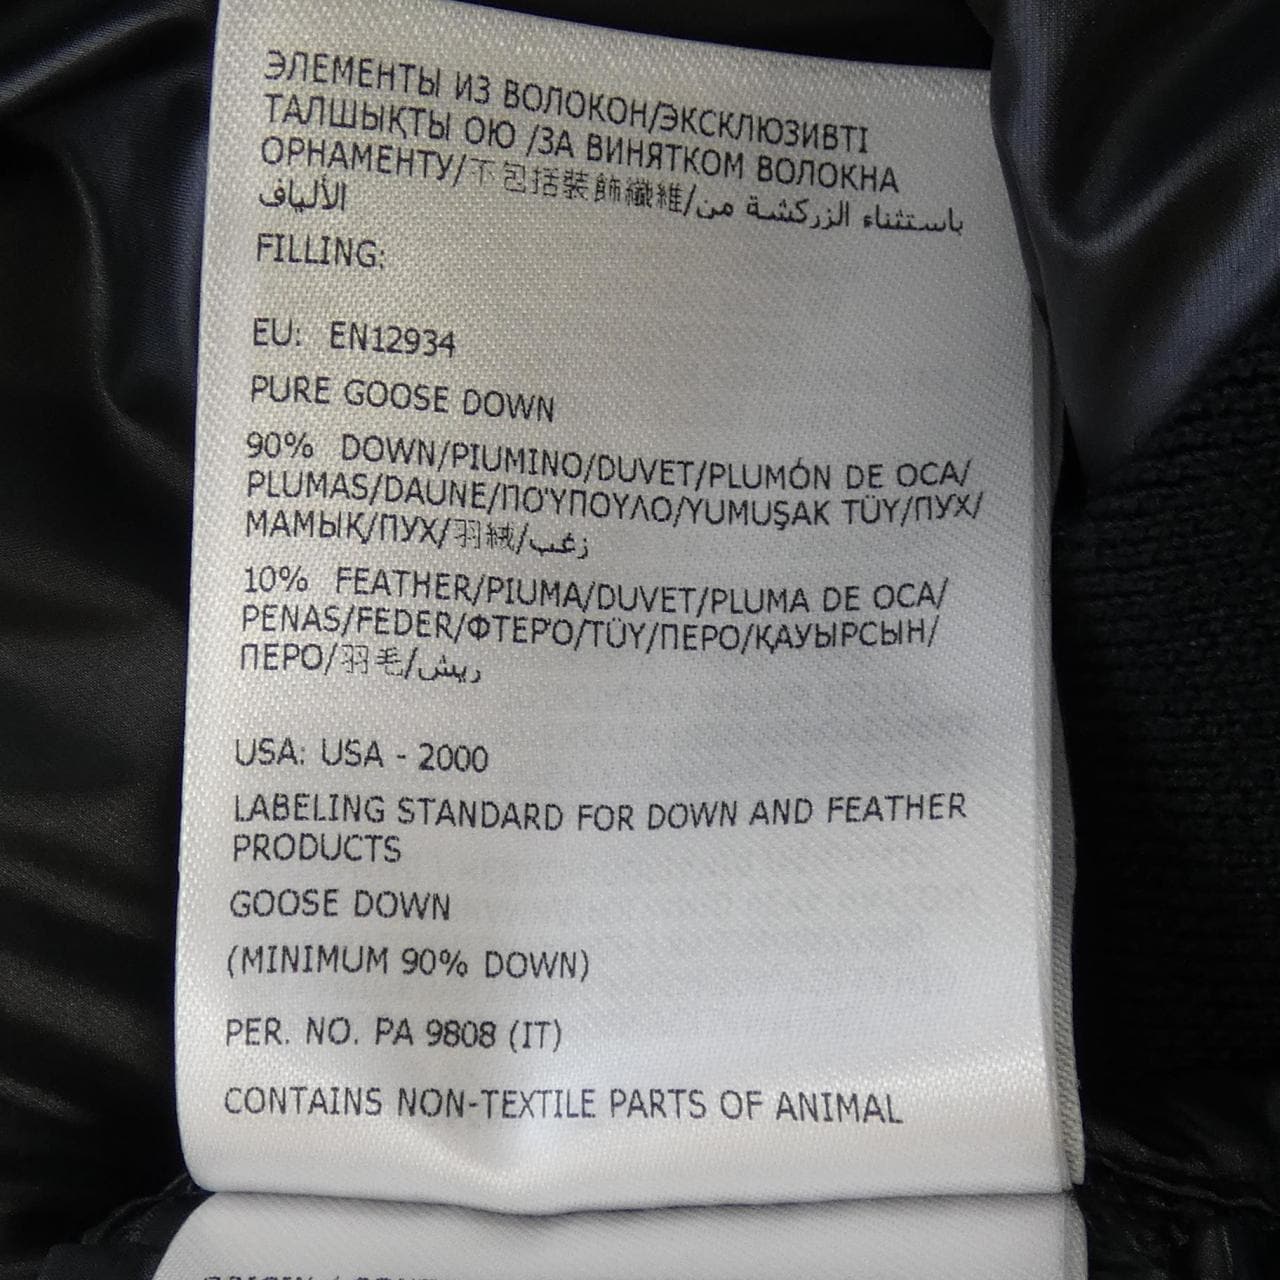 ЭЛЕМЕНТЫ ИЗ ВОЛОКОН/ЭКСКЛЮЗИВТІ
ТАЛШЫҚТЫ ОЮ /ЗА ВИНЯТКОМ ВОЛОКНА
ОРНАМЕНТУ/不包括裝飾纖維/باستثناء الزركشة من
الألياف
FILLING:
EU: EN12934
PURE GOOSE DOWN
90% DOWN/PIUMINO/DUVET/PLUMÓN DE OCA/
PLUMAS/DAUNE/ΠΟΎΠΟΥΛΟ/YUMUŞAK TÜY/ПУХ/
МАМЫҚ/ПУХ/羽絨/زغب
10% FEATHER/PIUMA/DUVET/PLUMA DE OCA/
PENAS/FEDER/ΦΤΕΡΌ/TÜY/ПЕРО/ҚАУЫРСЫН/
ПЕРО/羽毛/ريش
USA: USA - 2000
LABELING STANDARD FOR DOWN AND FEATHER
PRODUCTS
GOOSE DOWN
(MINIMUM 90% DOWN)
PER. NO. PA 9808 (IT)
CONTAINS NON-TEXTILE PARTS OF ANIMAL